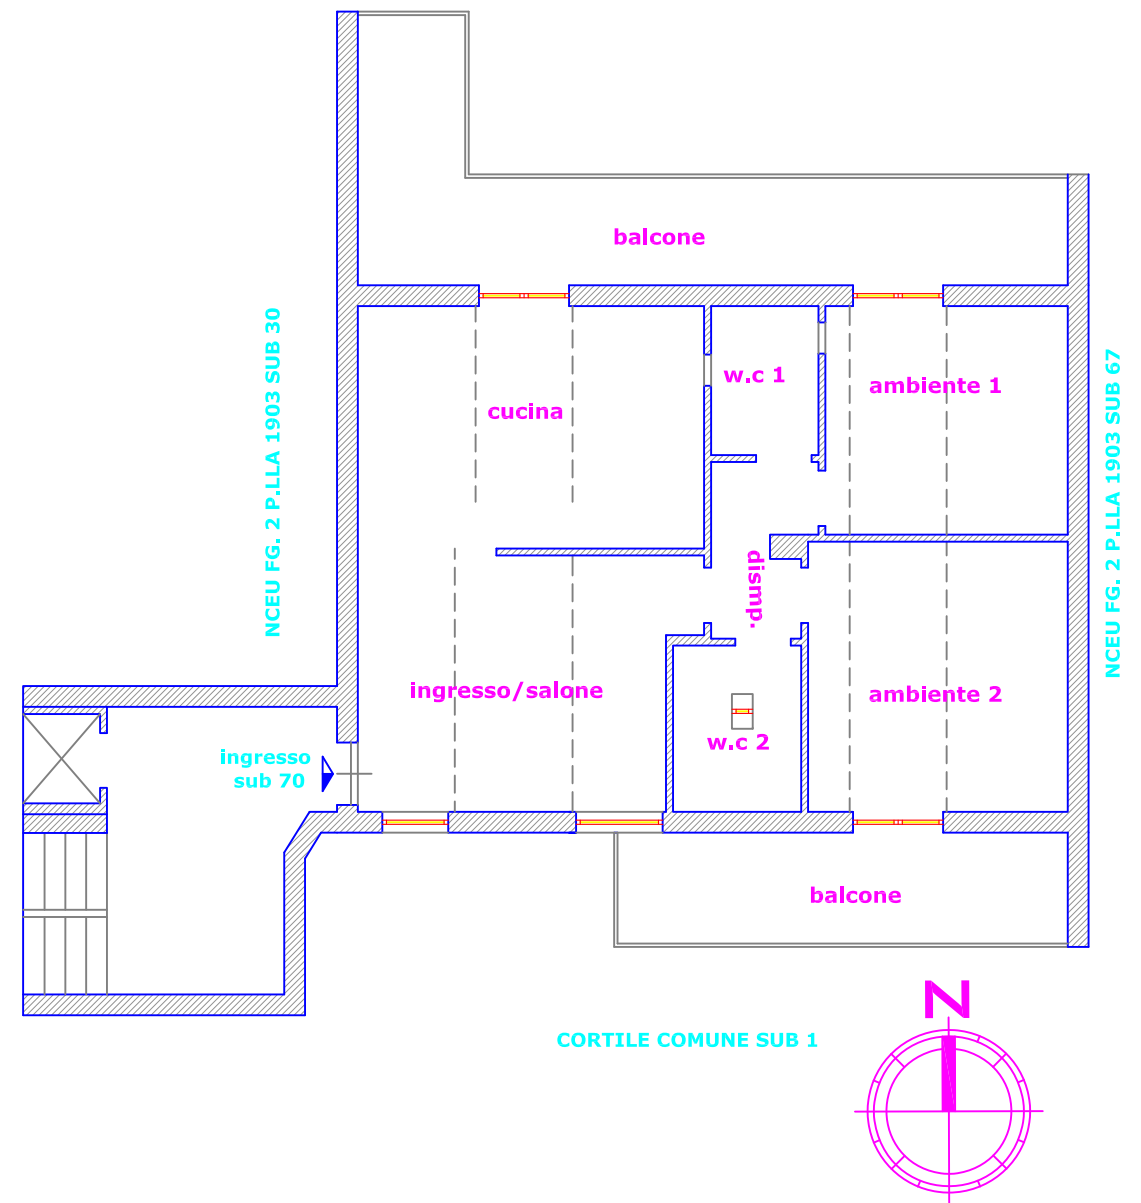 balcone
NCEU FG. 2 P.LLA 1903 SUB 30
w.c 1
ambiente 1
cucina
NCEU FG. 2 P.LLA 1903 SUB 67
dismp.
ingresso/salone
ambiente 2
w.c 2
ingresso
sub 70
balcone
N
CORTILE COMUNE SUB 1